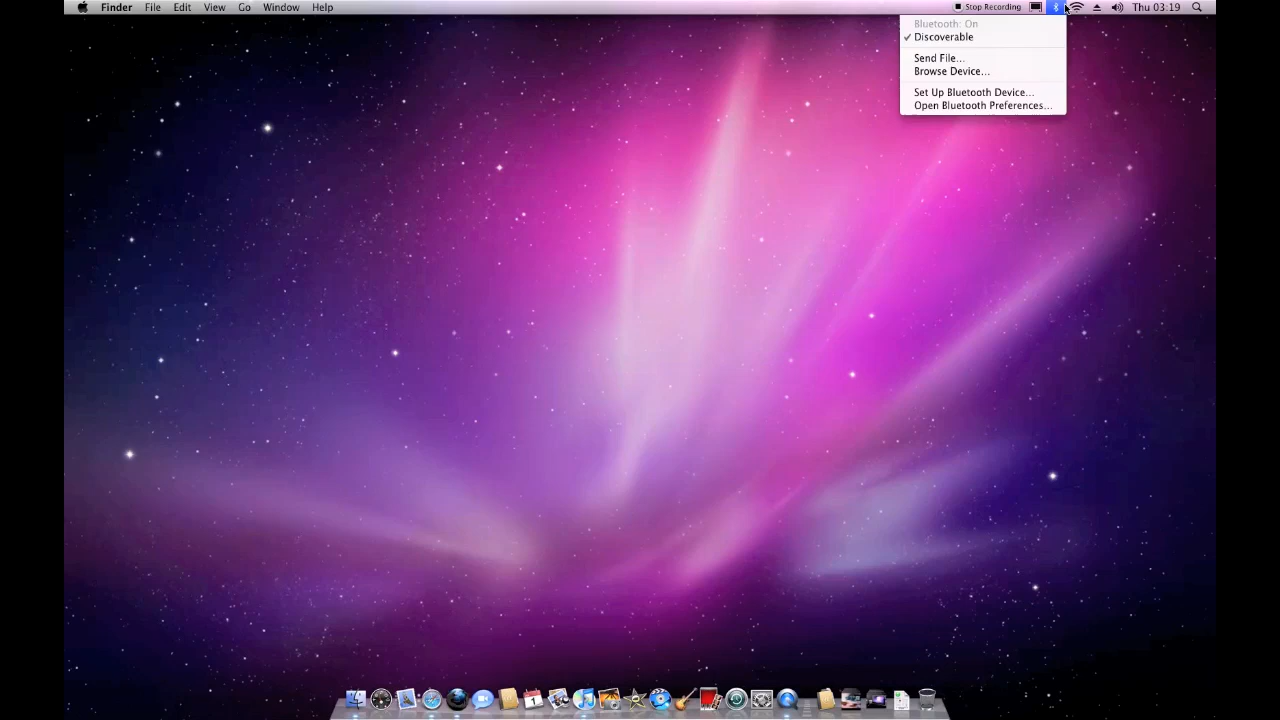 Finder File Edit View Go Window Help Stop Recording Thu 03:19
Bluetooth: On
✓ Discoverable
Send File...
Browse Device...
Set Up Bluetooth Device...
Open Bluetooth Preferences...
1